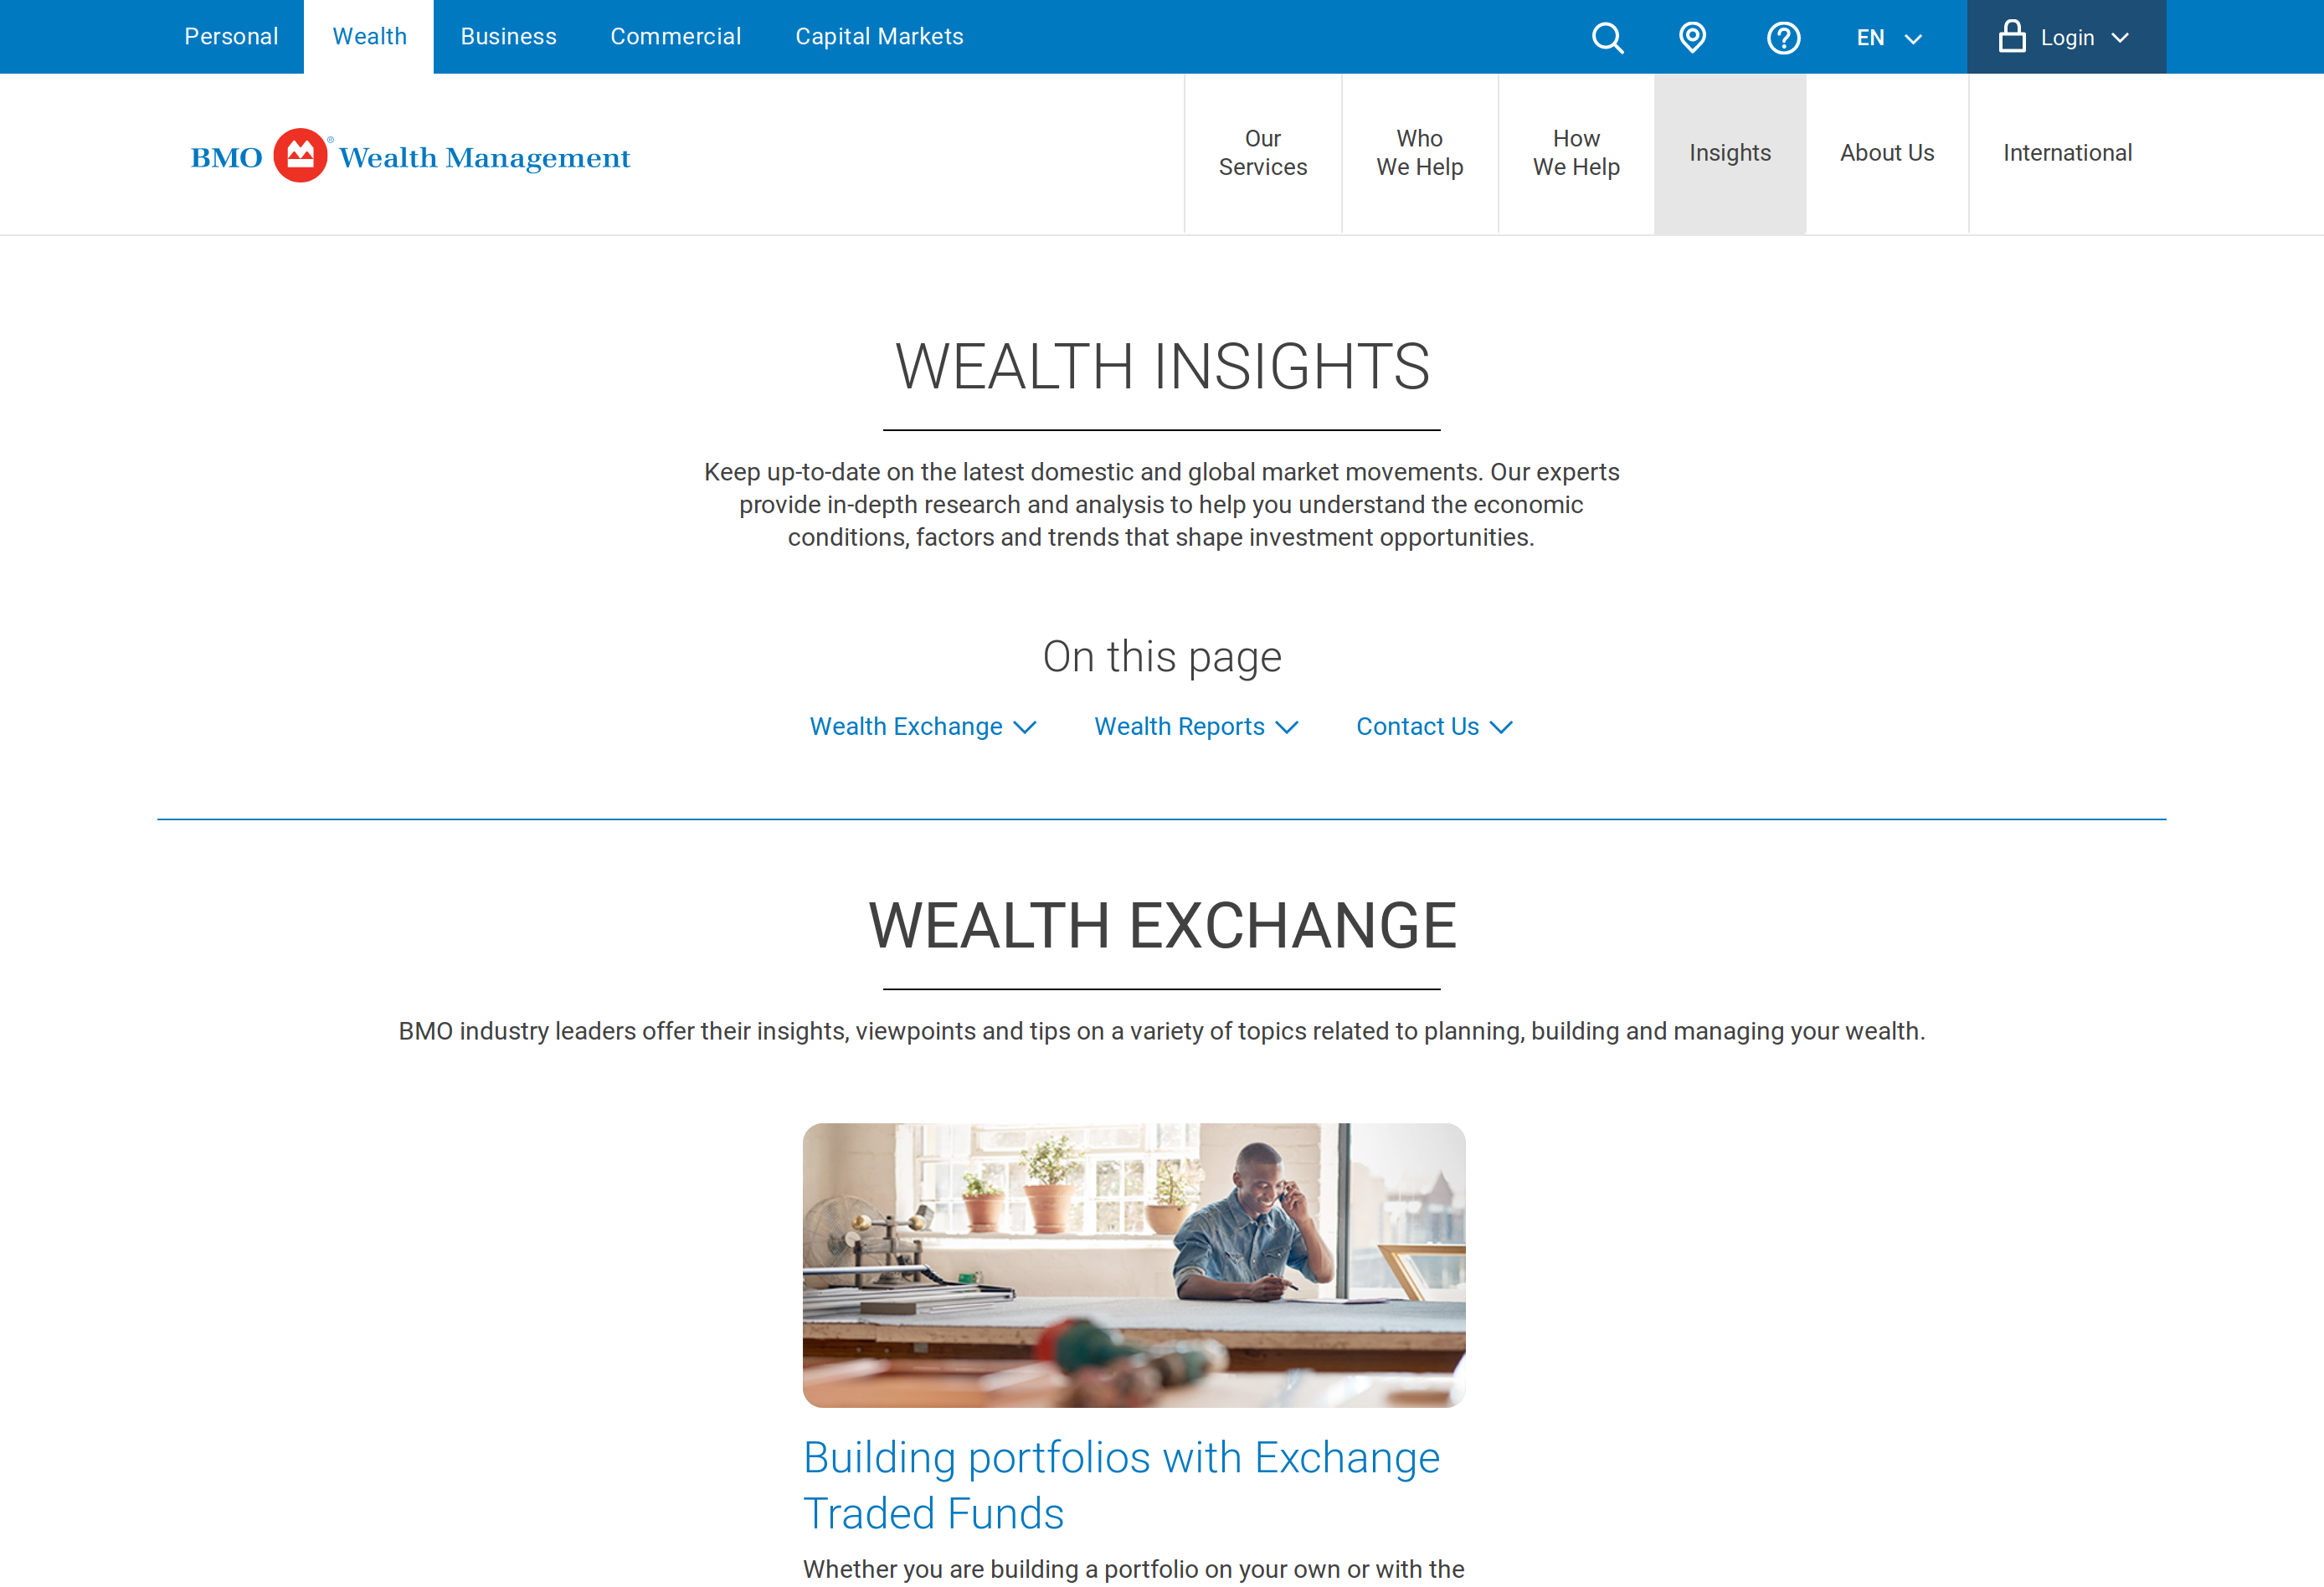 Personal
Wealth
Business
Commercial
Capital Markets
EN
Login
BMO ® Wealth Management
Our
Services
Who
We Help
How
We Help
Insights
About Us
International
WEALTH INSIGHTS
Keep up-to-date on the latest domestic and global market movements. Our experts
provide in-depth research and analysis to help you understand the economic
conditions, factors and trends that shape investment opportunities.
On this page
Wealth Exchange
Wealth Reports
Contact Us
WEALTH EXCHANGE
BMO industry leaders offer their insights, viewpoints and tips on a variety of topics related to planning, building and managing your wealth.
Building portfolios with Exchange
Traded Funds
Whether you are building a portfolio on your own or with the